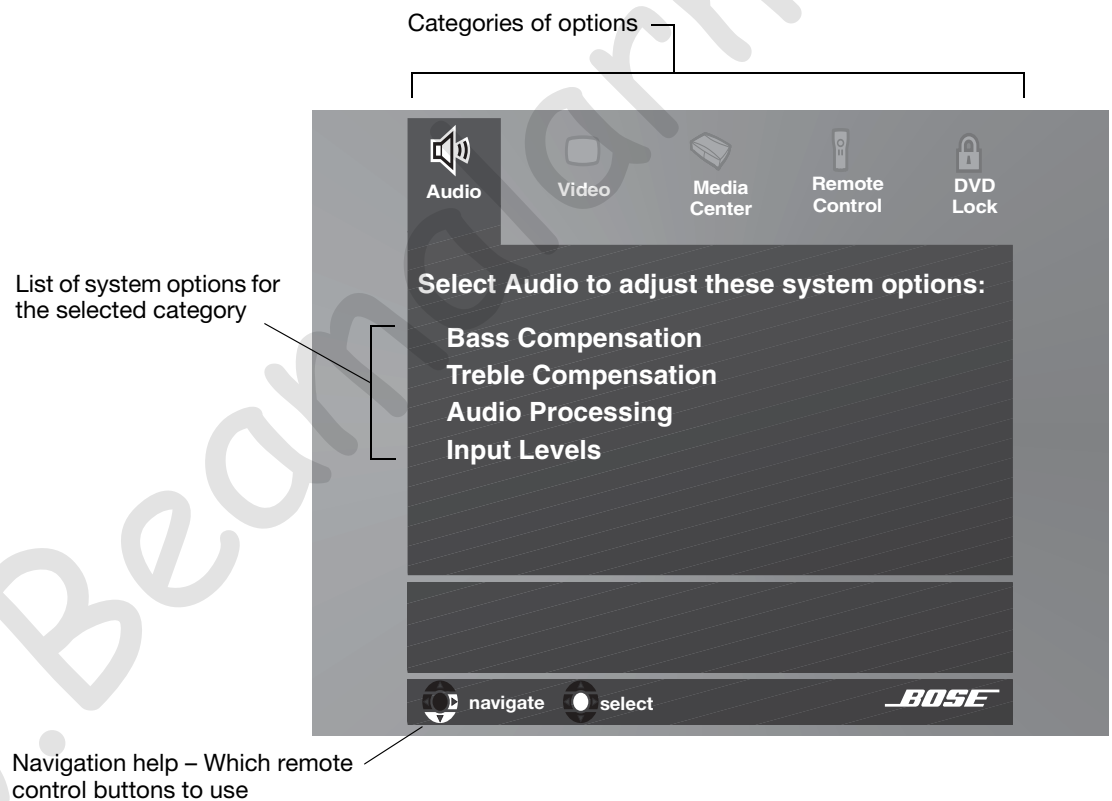 Categories of options
Audio
Video
Media
Center
Remote
Control
DVD
Lock
List of system options for
the selected category
Select Audio to adjust these system options:
Bass Compensation
Treble Compensation
Audio Processing
Input Levels
navigate
select
BOSE
Navigation help – Which remote
control buttons to use